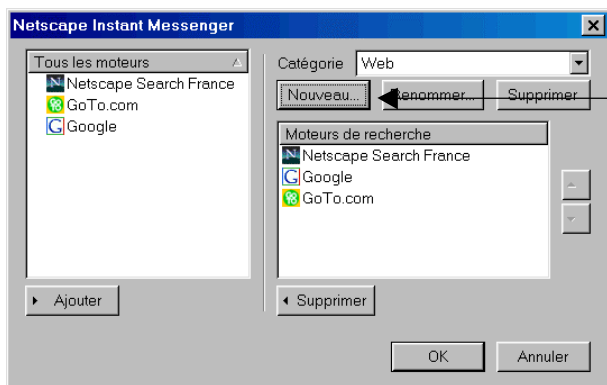 Netscape Instant Messenger
Tous les moteurs
Netscape Search France
GoTo.com
Google
Ajouter
Catégorie Web
Nouveau... Renommer... Supprimer
Moteurs de recherche
Netscape Search France
Google
GoTo.com
Supprimer
OK Annuler